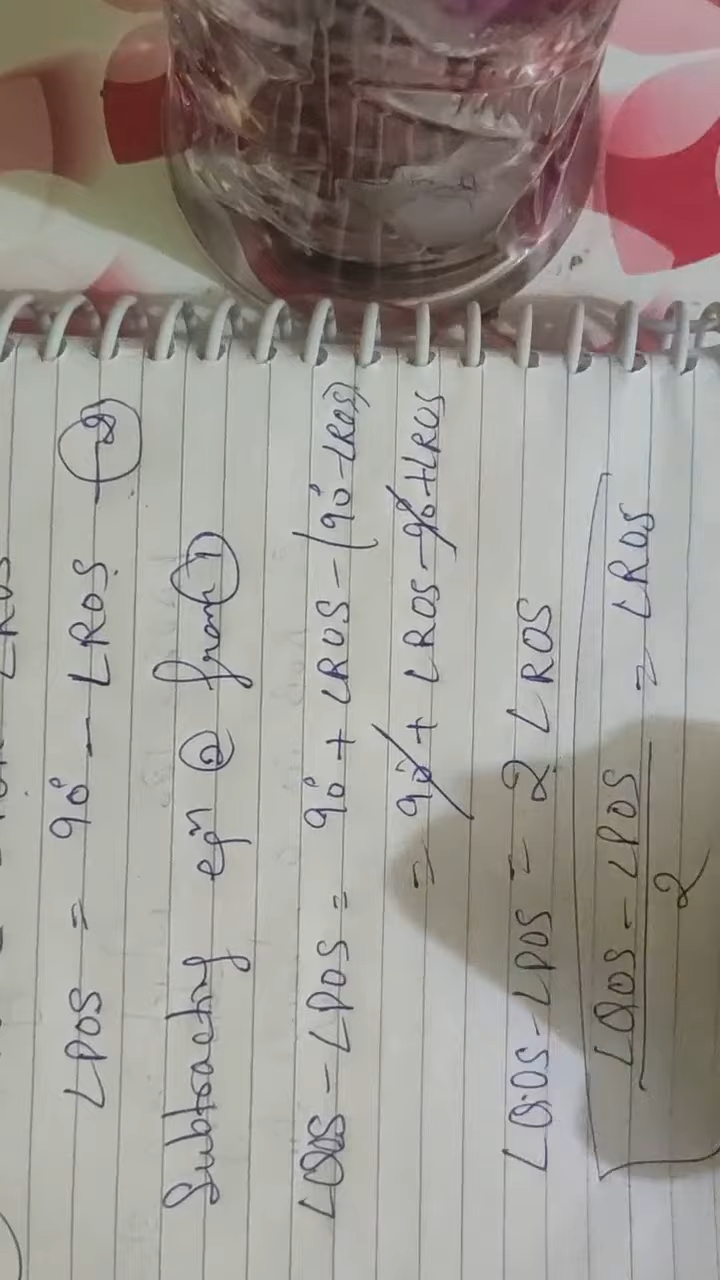 ∠POS = 90° - ∠ROS - ②
Subtracting eqn ② from ①
∠QOS - ∠POS = 90° + ∠ROS - (90° - ∠ROS)
= 90° + ∠ROS - 90° + ∠ROS
∠QOS - ∠POS = 2 ∠ROS
∠QOS - ∠POS / 2 = ∠ROS